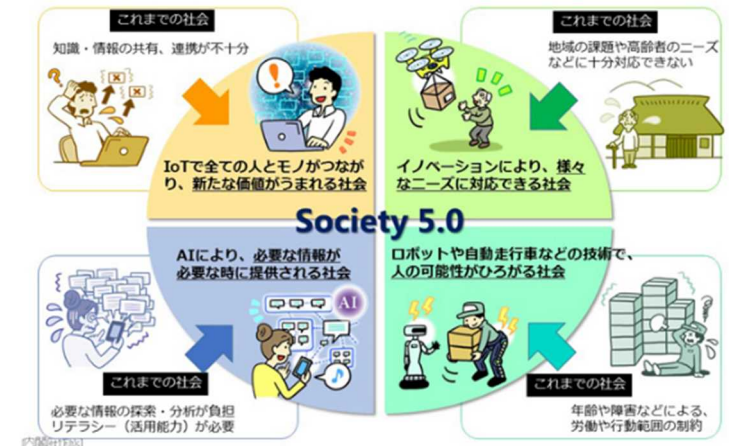 これまでの社会
知識・情報の共有、連携が不十分
これまでの社会
地域の課題や高齢者のニーズ
などに十分対応できない
IoTで全ての人とモノがつなが
り、新たな価値がうまれる社会
イノベーションにより、様々
なニーズに対応できる社会
Society 5.0
AIにより、必要な情報が
必要な時に提供される社会
AI
ロボットや自動走行車などの技術で、
人の可能性がひろがる社会
これまでの社会
必要な情報の探索・分析が負担
リテラシー（活用能力）が必要
これまでの社会
年齢や障害などによる、
労働や行動範囲の制約